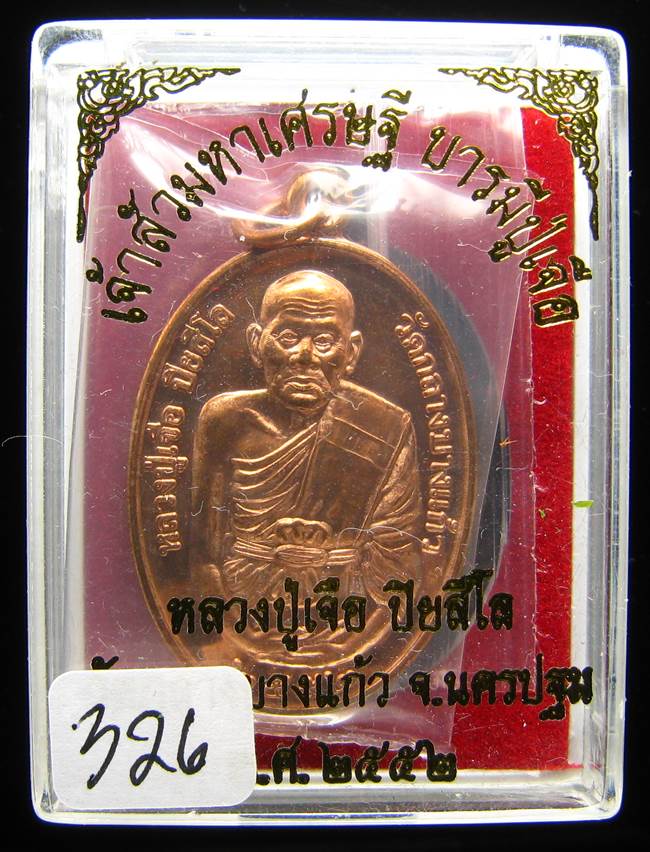 เจ้าสัวมหาเศรษฐี บารมีปู่เจือ
หลวงปู่เจือ ปิยสีโล
วัดกลางบางแก้ว
หลวงปู่เจือ ปิยสีโล
บางแก้ว จ.นครปฐม
.ศ. ๒๕๕๒
326